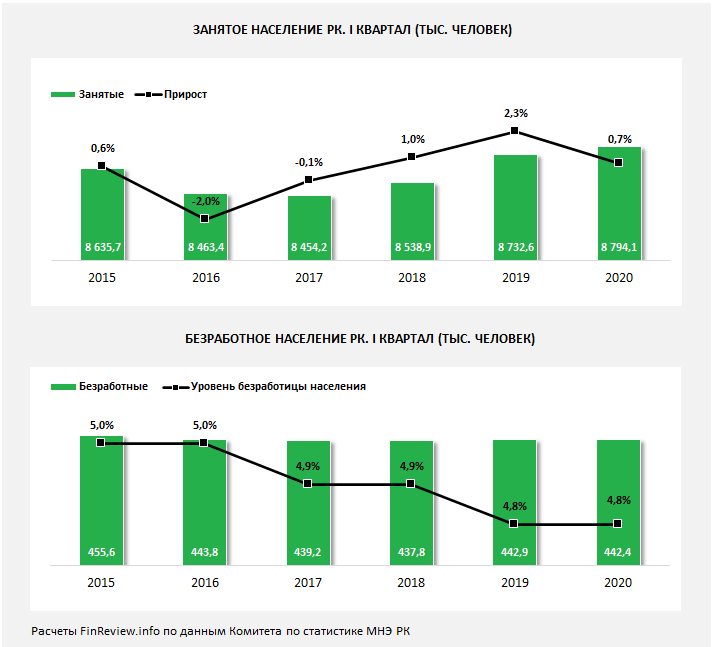 ЗАНЯТОЕ НАСЕЛЕНИЕ РК. I КВАРТАЛ (ТЫС. ЧЕЛОВЕК)
Занятые Прирост
0,6% -2,0% -0,1% 1,0% 2,3% 0,7%
8 635,7 8 463,4 8 454,2 8 538,9 8 732,6 8 794,1
2015 2016 2017 2018 2019 2020
БЕЗРАБОТНОЕ НАСЕЛЕНИЕ РК. I КВАРТАЛ (ТЫС. ЧЕЛОВЕК)
Безработные Уровень безработицы населения
5,0% 5,0% 4,9% 4,9% 4,8% 4,8%
455,6 443,8 439,2 437,8 442,9 442,4
2015 2016 2017 2018 2019 2020
Расчеты FinReview.info по данным Комитета по статистике МНЭ РК